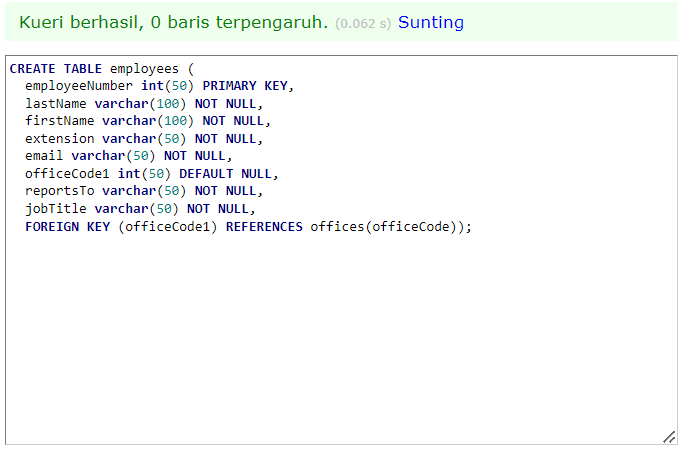 Kueri berhasil, 0 baris terpengaruh. (0.062 s) Sunting
CREATE TABLE employees (
  employeeNumber int(50) PRIMARY KEY,
  lastName varchar(100) NOT NULL,
  firstName varchar(100) NOT NULL,
  extension varchar(50) NOT NULL,
  email varchar(50) NOT NULL,
  officeCode1 int(50) DEFAULT NULL,
  reportsTo varchar(50) NOT NULL,
  jobTitle varchar(50) NOT NULL,
  FOREIGN KEY (officeCode1) REFERENCES offices(officeCode));